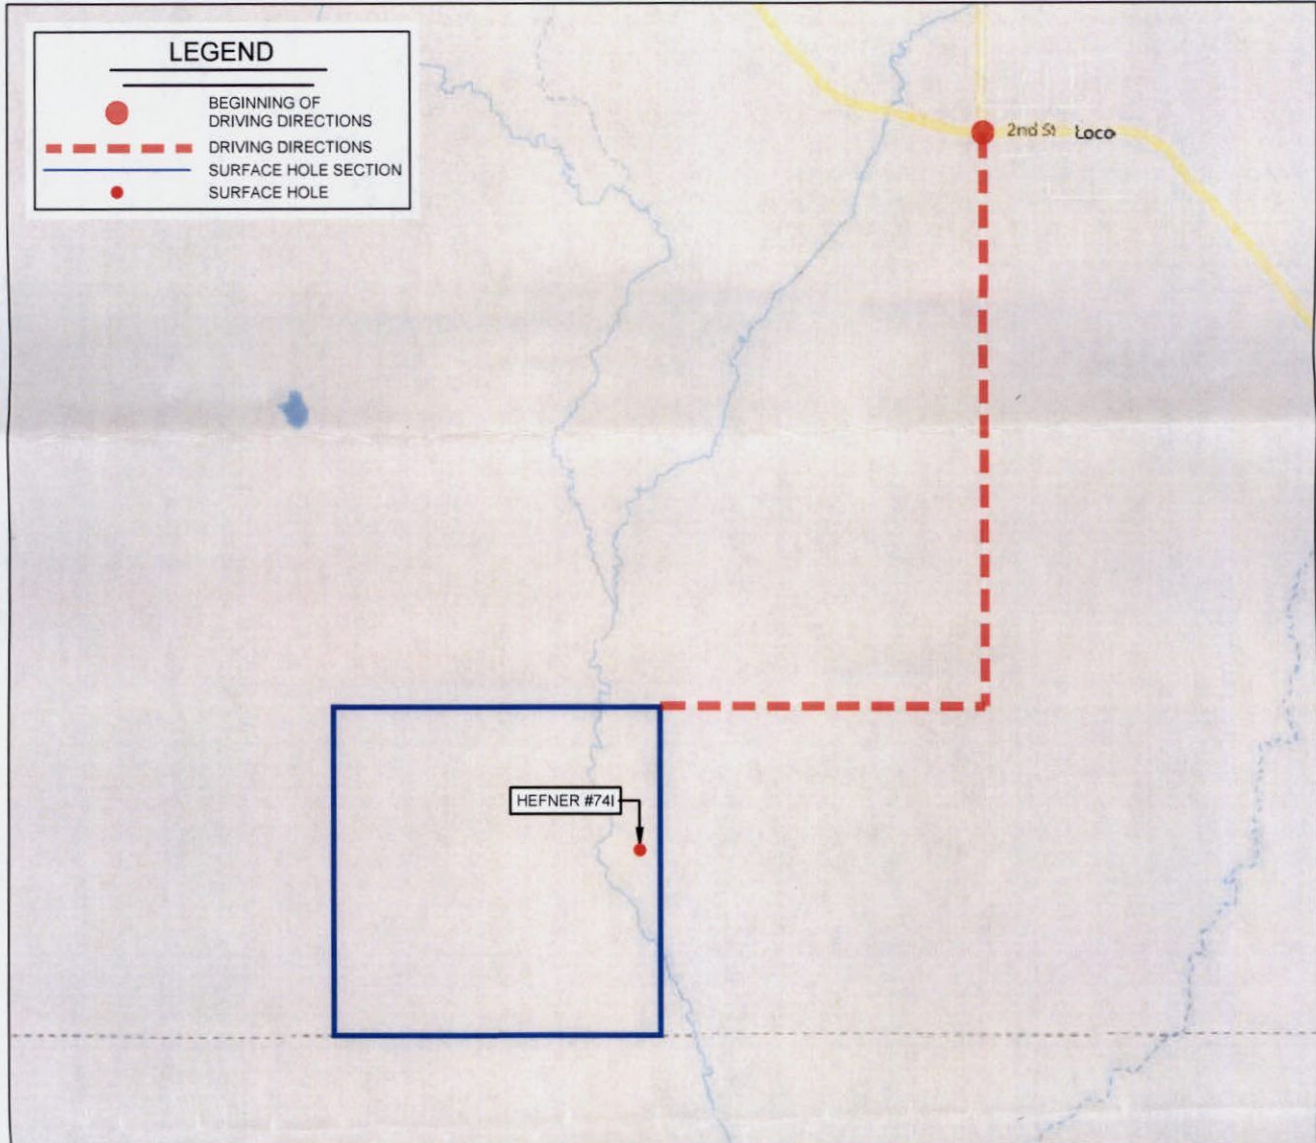 LEGEND
BEGINNING OF
DRIVING DIRECTIONS
DRIVING DIRECTIONS
SURFACE HOLE SECTION
SURFACE HOLE
2nd St Loco
HEFNER #74I